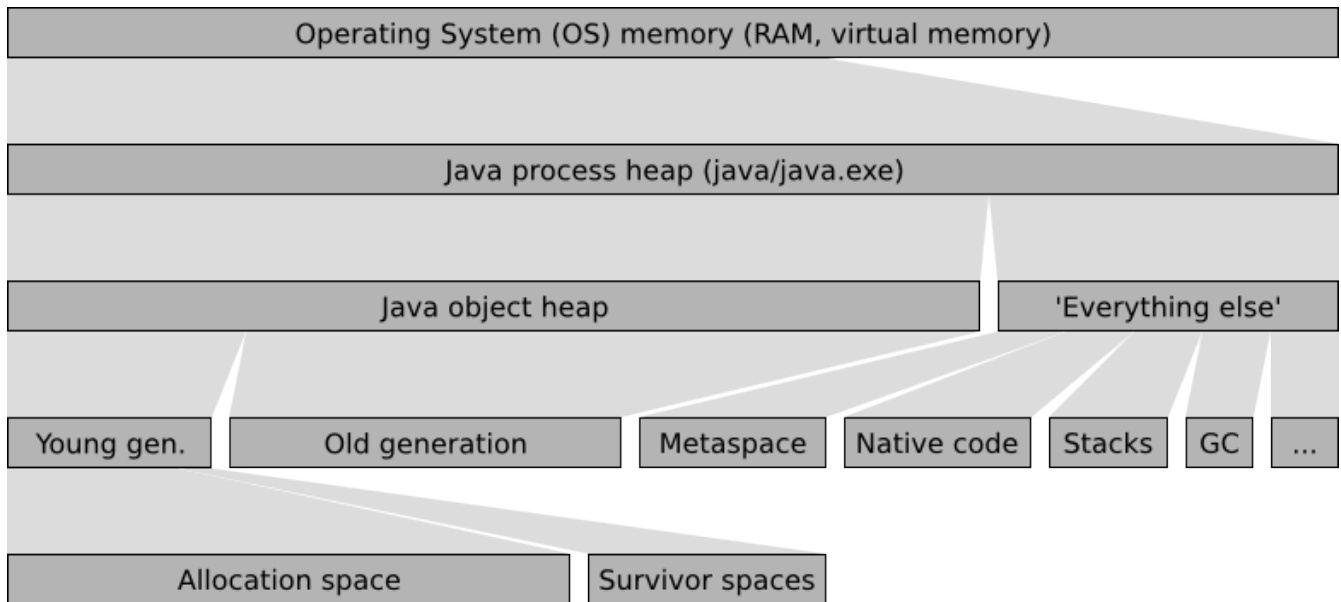 Operating System (OS) memory (RAM, virtual memory)
Java process heap (java/java.exe)
Java object heap
'Everything else'
Young gen.
Old generation
Metaspace
Native code
Stacks
GC
...
Allocation space
Survivor spaces